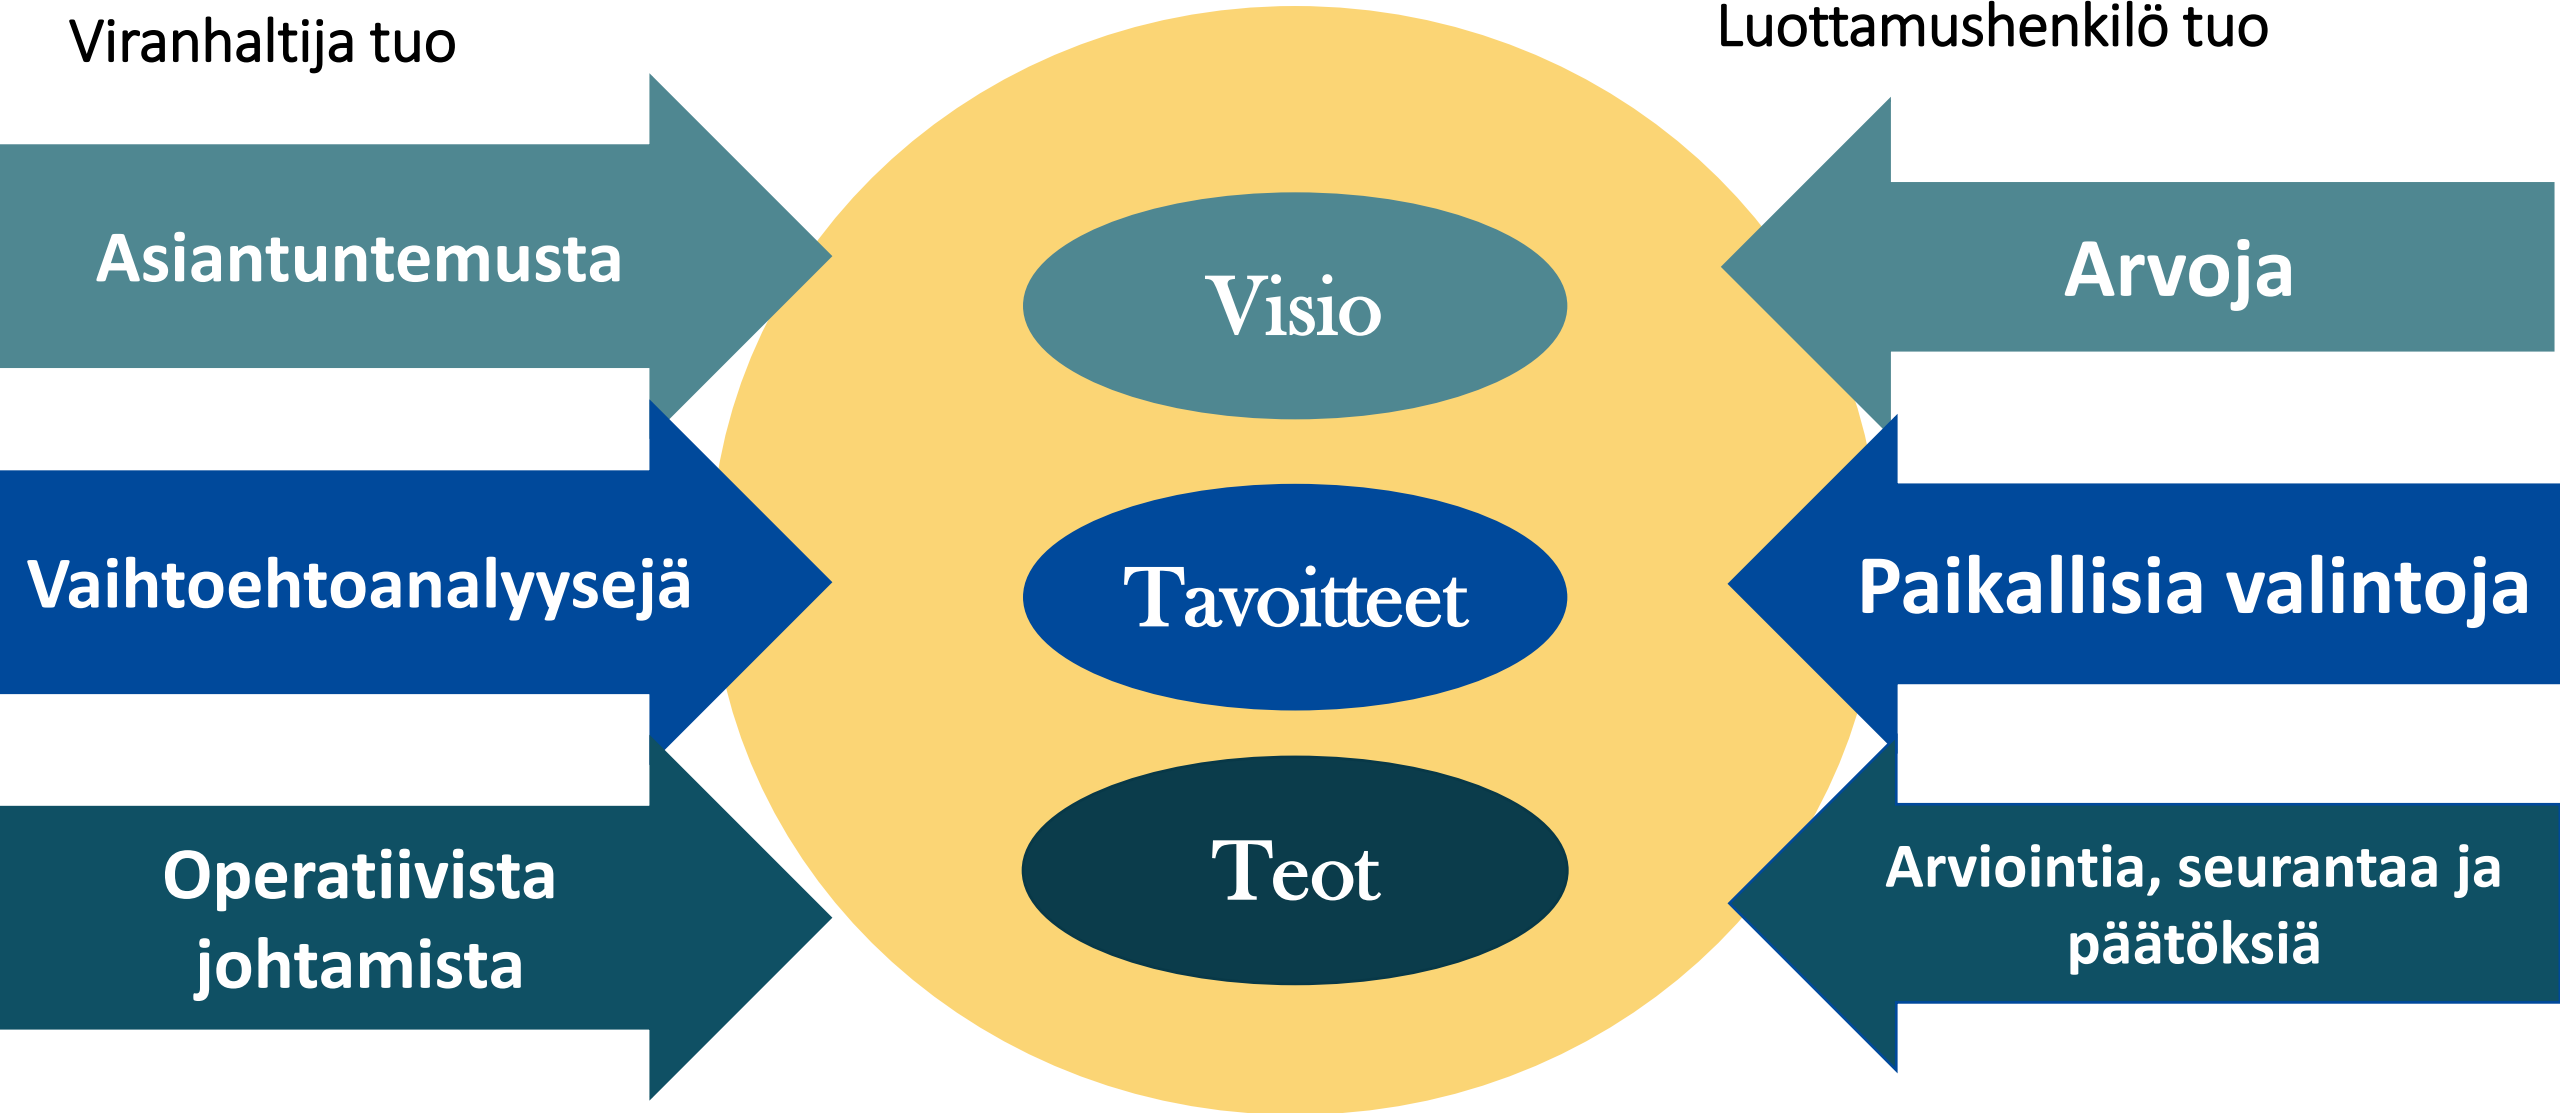 Viranhaltija tuo
Luottamushenkilö tuo
Asiantuntemusta
Visio
Arvoja
Vaihtoehtoanalyysejä
Tavoitteet
Paikallisia valintoja
Operatiivista
johtamista
Teot
Arviointia, seurantaa ja
päätöksiä